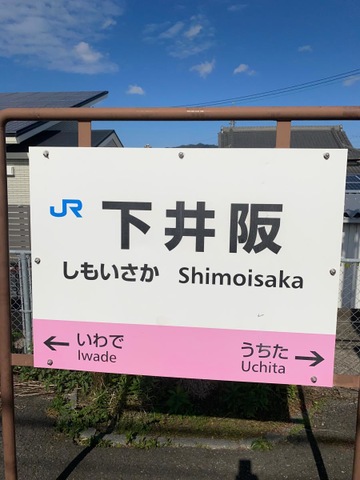 JR 下井阪
しもいさか Shimoisaka
← いわで うちた →
Iwade Uchita